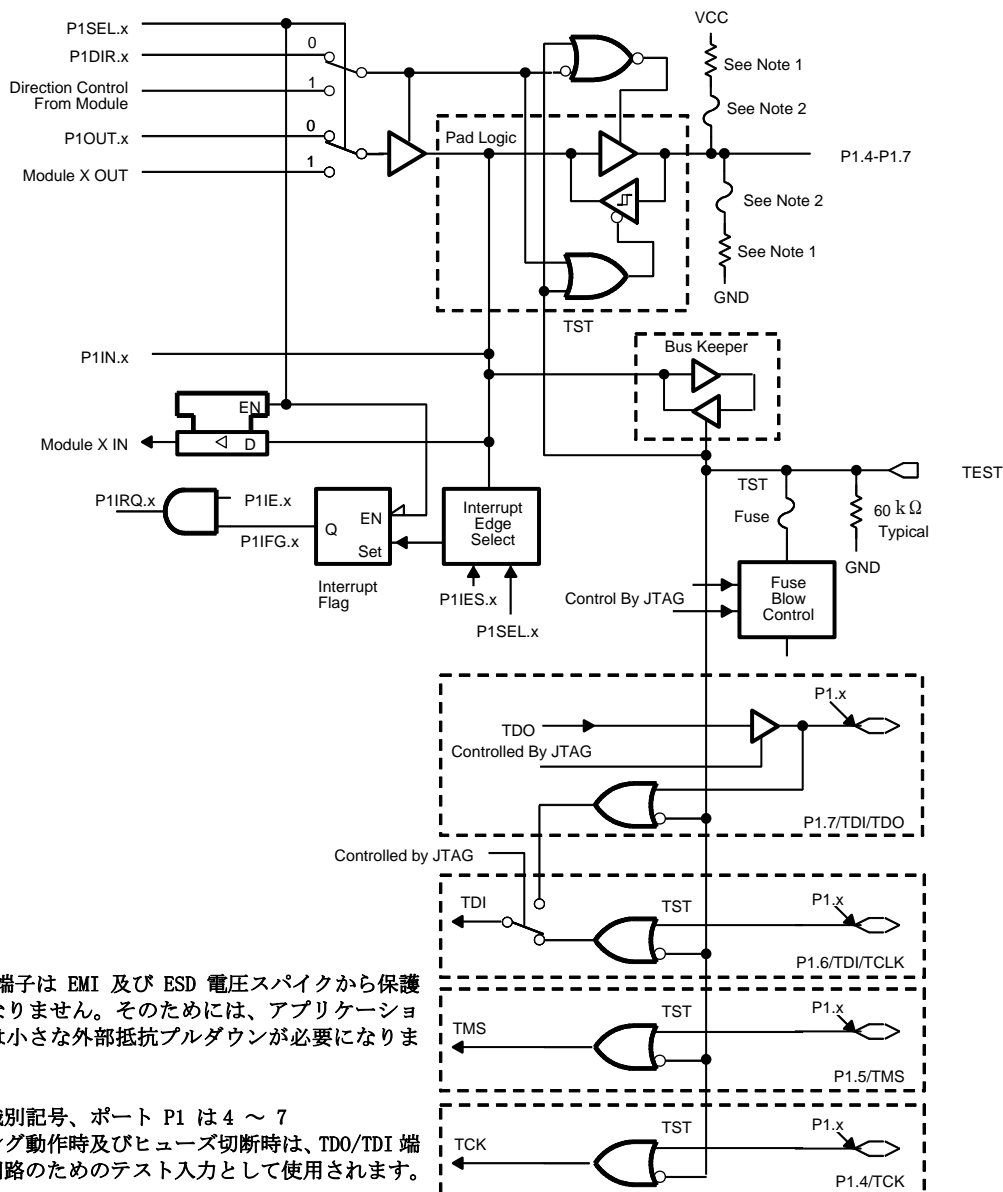 P1SEL.x
P1DIR.x
Direction Control
From Module
P1OUT.x
Module X OUT
0
1
0
1
Pad Logic
TST
VCC
See Note 1
See Note 2
P1.4-P1.7
See Note 2
See Note 1
GND
P1IN.x
Bus Keeper
EN
D
Module X IN
P1IRQ.x
P1IE.x
P1IFG.x
Q
EN
Set
Interrupt
Flag
Interrupt
Edge
Select
P1IES.x
P1SEL.x
TST
TEST
Fuse
60 kΩ
Typical
GND
Fuse
Blow
Control
Control By JTAG
TDO
Controlled By JTAG
P1.x
P1.7/TDI/TDO
Controlled by JTAG
TDI
TST
P1.x
P1.6/TDI/TCLK
TMS
TST
P1.x
P1.5/TMS
TCK
TST
P1.x
P1.4/TCK
端子は EMI 及び ESD 電圧スパイクから保護
なりません。そのためには、アプリケーショ
は小さな外部抵抗プルダウンが必要になりま
別記号、ポート P1 は 4 ～ 7
グ動作時及びヒューズ切断時は、TDO/TDI 端
路のためのテスト入力として使用されます。